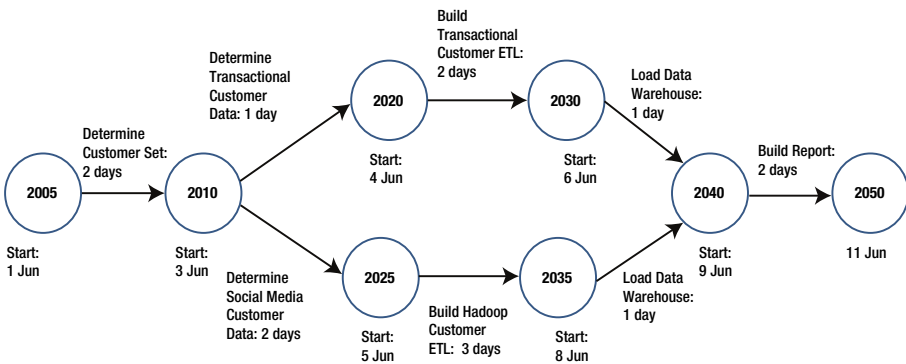 Determine
Customer Set:
2 days
2005
Start:
1 Jun
2010
Start:
3 Jun
Determine
Transactional
Customer
Data: 1 day
2020
Start:
4 Jun
Build
Transactional
Customer ETL:
2 days
2030
Start:
6 Jun
Load Data
Warehouse:
1 day
Determine
Social Media
Customer
Data: 2 days
2025
Start:
5 Jun
Build Hadoop
Customer
ETL: 3 days
2035
Start:
8 Jun
Load Data
Warehouse:
1 day
2040
Start:
9 Jun
Build Report:
2 days
2050
11 Jun